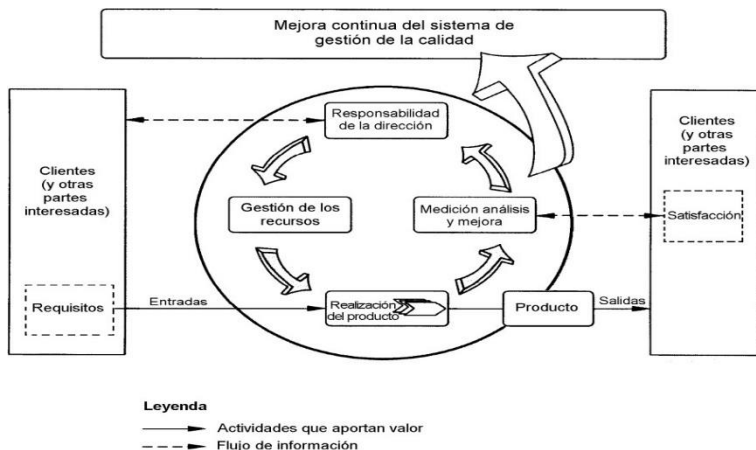 Mejora continua del sistema de
gestión de la calidad
Responsabilidad
de la dirección
Clientes
(y otras
partes
interesadas)
Clientes
(y otras
partes
interesadas)
Gestión de los
recursos
Medición análisis
y mejora
Satisfacción
Requisitos
Entradas
Realización
del producto
Producto
Salidas
Leyenda
Actividades que aportan valor
Flujo de información